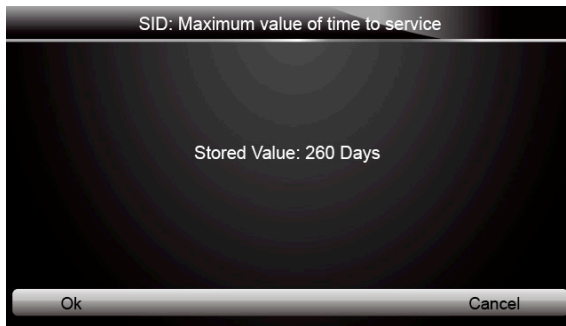 SID: Maximum value of time to service
Stored Value: 260 Days
Ok
Cancel